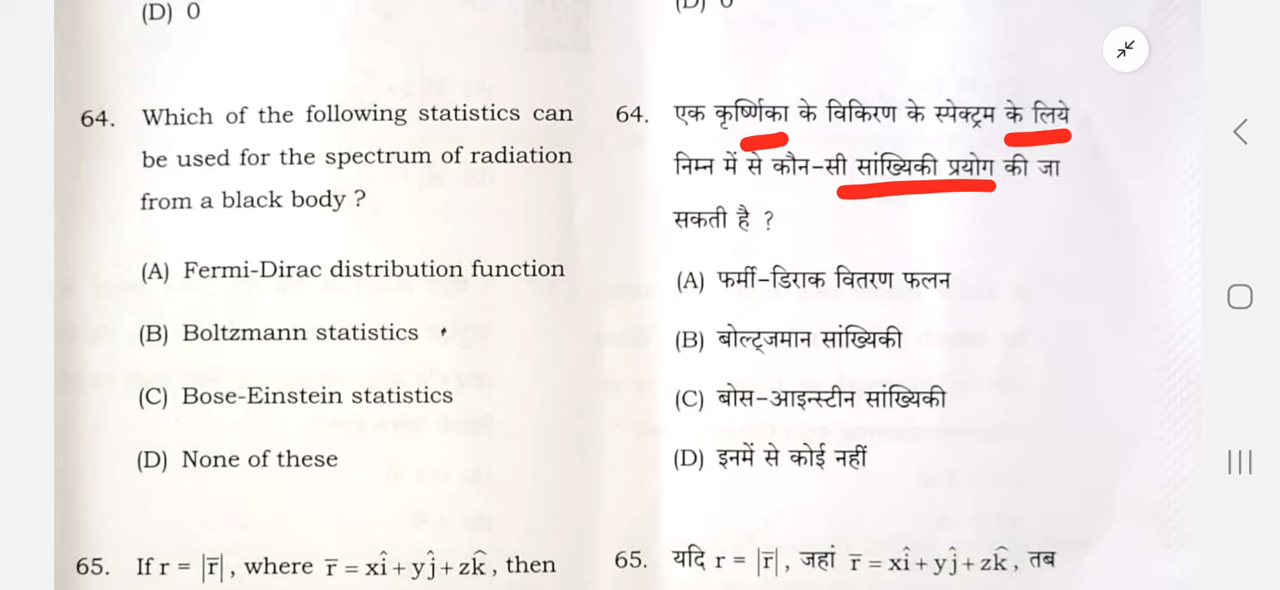 (D) 0
(D) 0
64. Which of the following statistics can
be used for the spectrum of radiation
from a black body ?
(A) Fermi-Dirac distribution function
(B) Boltzmann statistics
(C) Bose-Einstein statistics
(D) None of these
65. If r = |r̅|, where r̅ = xî + yĵ + zk̂, then
64. एक कृष्णिका के विकिरण के स्पेक्ट्रम के लिये
निम्न में से कौन-सी सांख्यिकी प्रयोग की जा
सकती है ?
(A) फर्मी-डिराक वितरण फलन
(B) बोल्ट्जमान सांख्यिकी
(C) बोस-आइन्स्टीन सांख्यिकी
(D) इनमें से कोई नहीं
65. यदि r = |r̅|, जहां r̅ = xî + yĵ + zk̂, तब